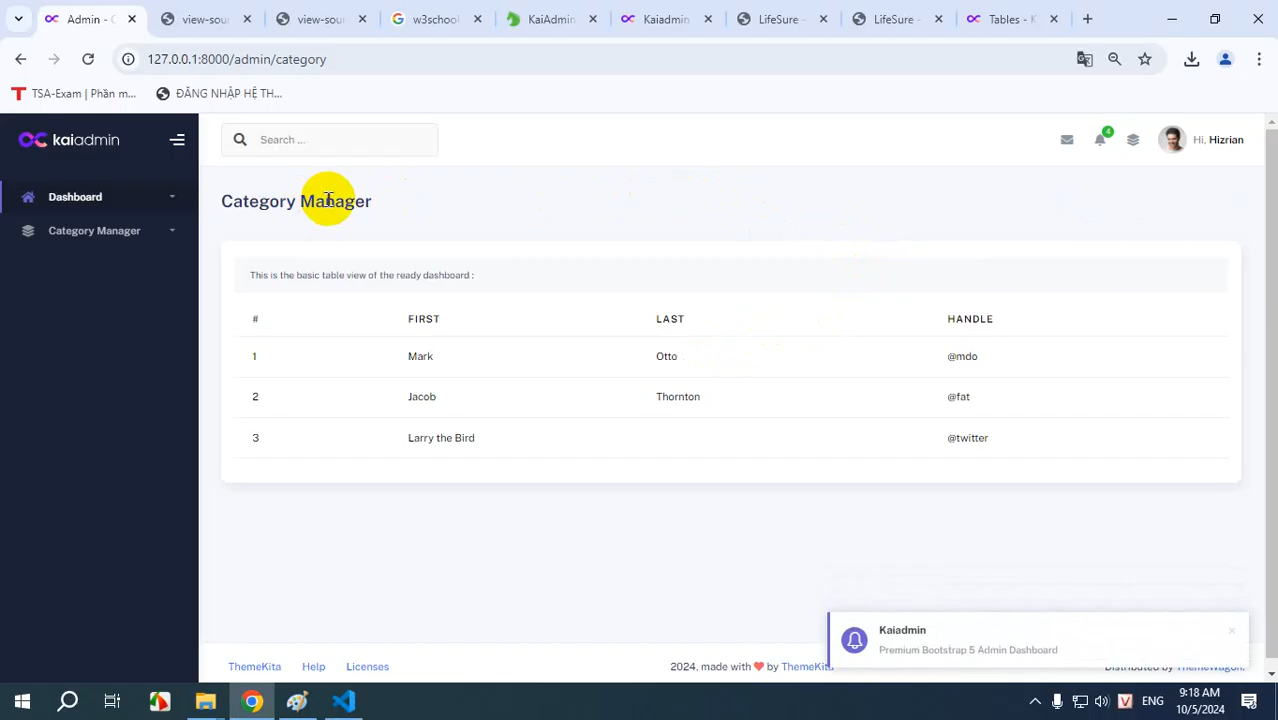 Admin - C
view-sour
view-sour
w3school
KaiAdmin
Kaiadmin
LifeSure -
LifeSure -
Tables - K
127.0.0.1:8000/admin/category
TSA-Exam | Phần m...
ĐĂNG NHẬP HỆ TH...
kaiadmin
Search ...
4
Hi, Hizrian
Dashboard
Category Manager
Category Manager
This is the basic table view of the ready dashboard :
# FIRST LAST HANDLE
1 Mark Otto @mdo
2 Jacob Thornton @fat
3 Larry the Bird @twitter
Kaiadmin
Premium Bootstrap 5 Admin Dashboard
ThemeKita Help Licenses
2024, made with ThemeKita
Distributed by ThemeWagon.
ENG
9:18 AM
10/5/2024